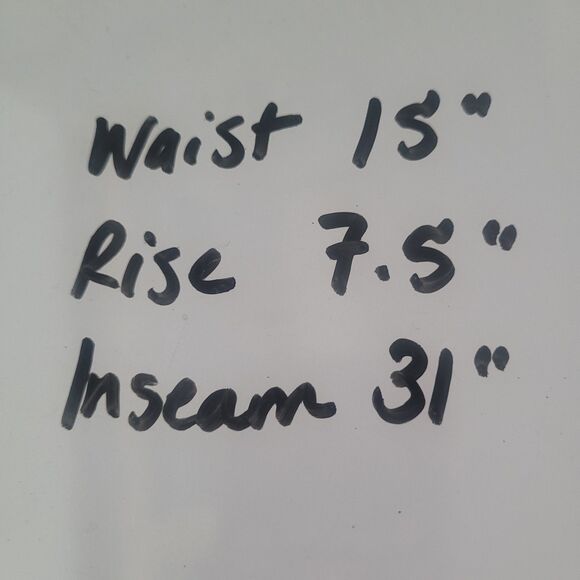 Waist 15"
Rise 7.5"
Inseam 31"